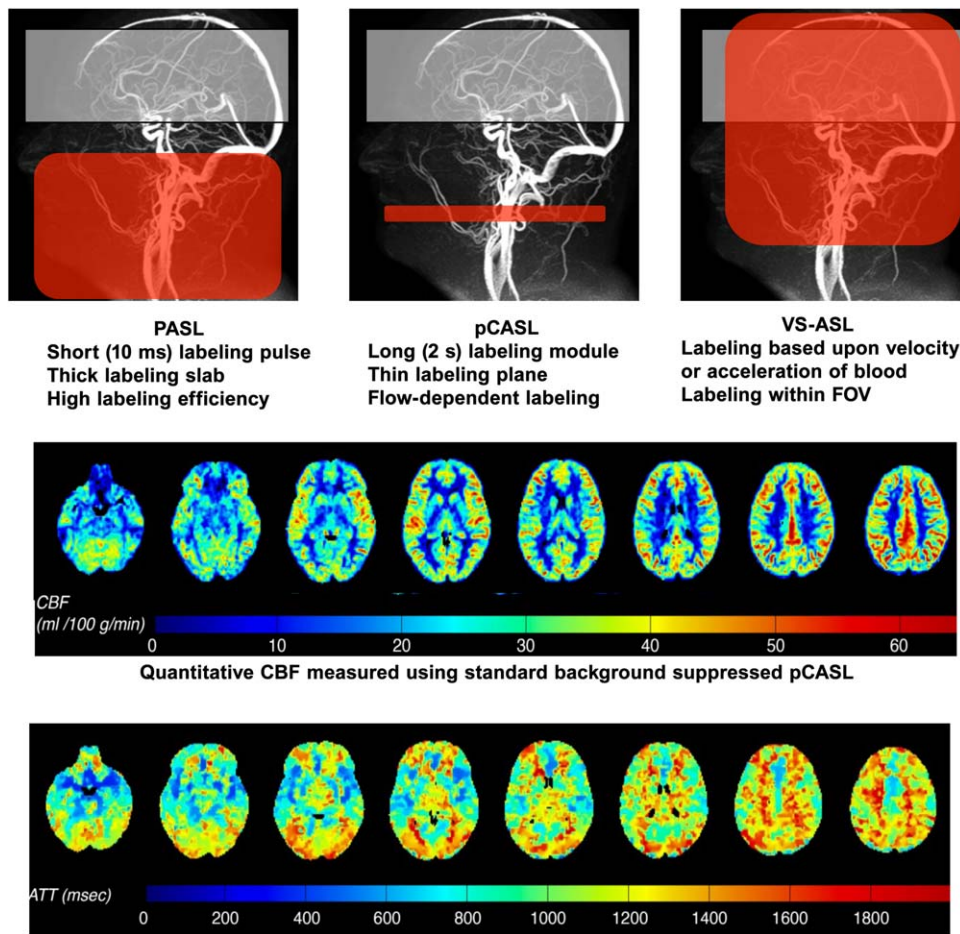 PASL
Short (10 ms) labeling pulse
Thick labeling slab
High labeling efficiency
pCASL
Long (2 s) labeling module
Thin labeling plane
Flow-dependent labeling
VS-ASL
Labeling based upon velocity
or acceleration of blood
Labeling within FOV
CBF
(ml /100 g/min)
0 10 20 30 40 50 60
Quantitative CBF measured using standard background suppressed pCASL
ATT (msec)
0 200 400 600 800 1000 1200 1400 1600 1800